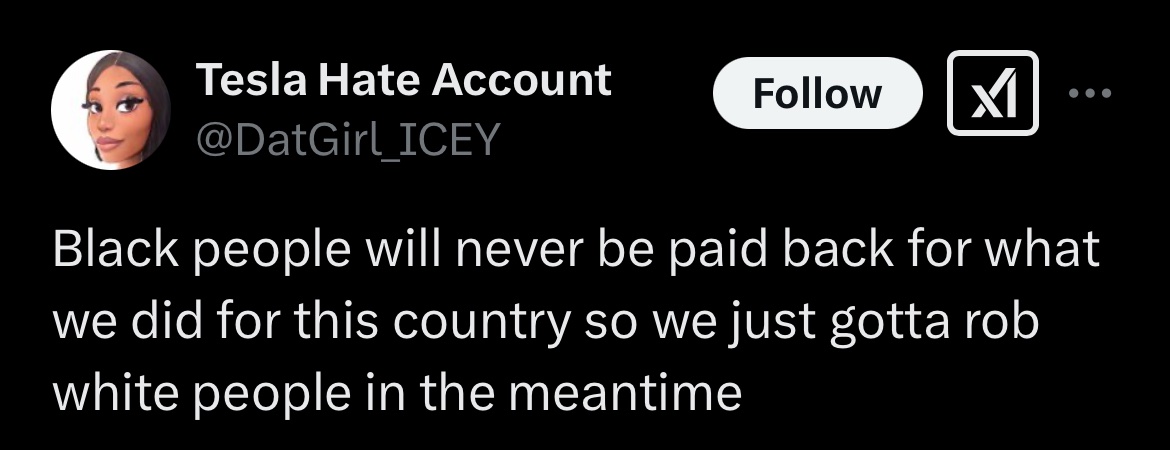 Tesla Hate Account
@DatGirl_ICEY
Follow
Black people will never be paid back for what
we did for this country so we just gotta rob
white people in the meantime